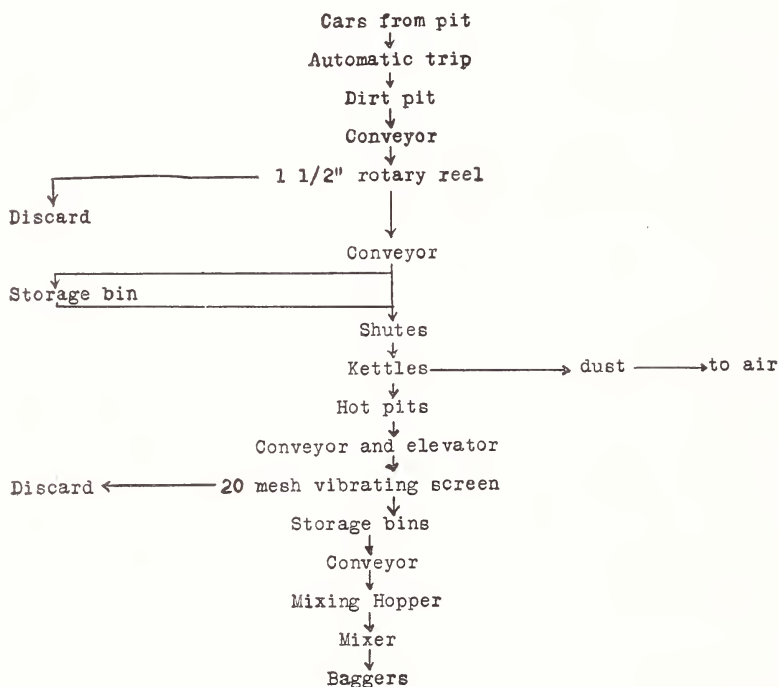 Cars from pit
Automatic trip
Dirt pit
Conveyor
1 1/2" rotary reel
Discard
Conveyor
Storage bin
Shutes
Kettles dust to air
Hot pits
Conveyor and elevator
Discard 20 mesh vibrating screen
Storage bins
Conveyor
Mixing Hopper
Mixer
Baggers